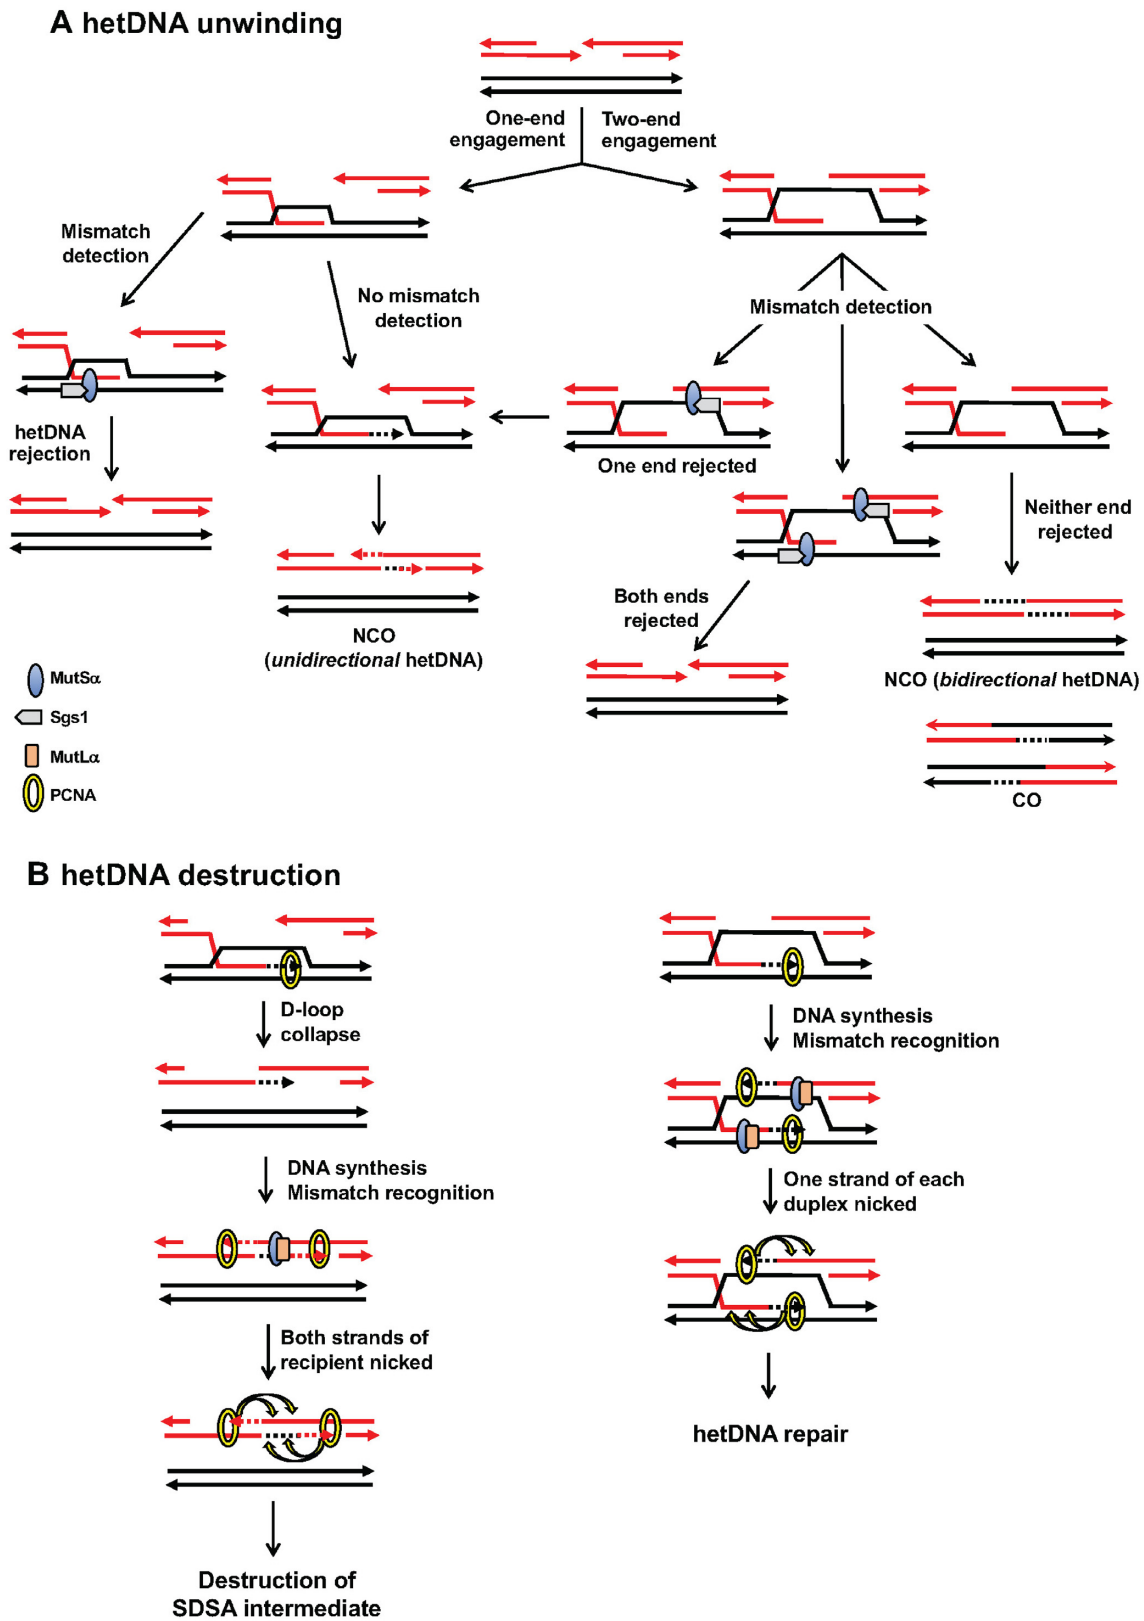 A hetDNA unwinding
One-end
engagement
Two-end
engagement
Mismatch
detection
No mismatch
detection
Mismatch detection
hetDNA
rejection
One end rejected
Neither end
rejected
Both ends
rejected
NCO
(unidirectional hetDNA)
NCO (bidirectional hetDNA)
CO
MutSα
Sgs1
MutLα
PCNA
B hetDNA destruction
D-loop
collapse
DNA synthesis
Mismatch recognition
Both strands of
recipient nicked
Destruction of
SDSA intermediate
DNA synthesis
Mismatch recognition
One strand of each
duplex nicked
hetDNA repair